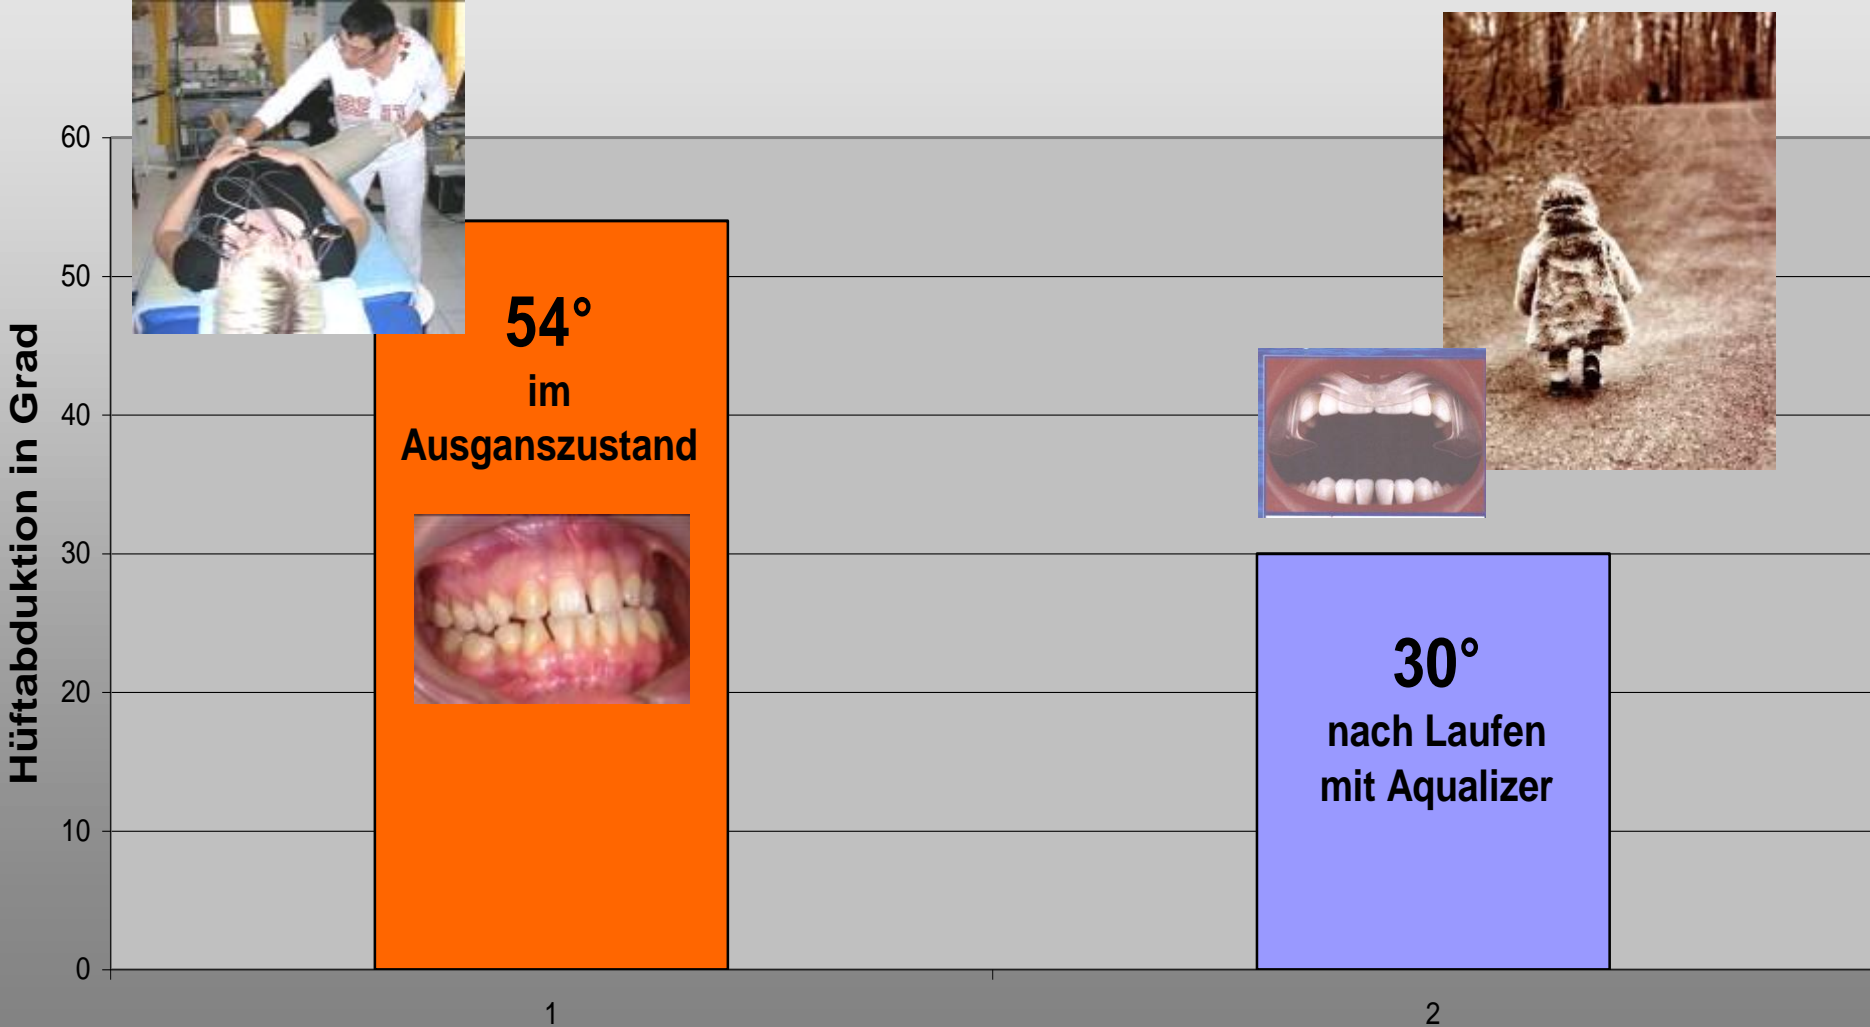 Hüftabduktion in Grad
60
50
40
30
20
10
0
54°
im
Ausganszustand
30°
nach Laufen
mit Aqualizer
1
2